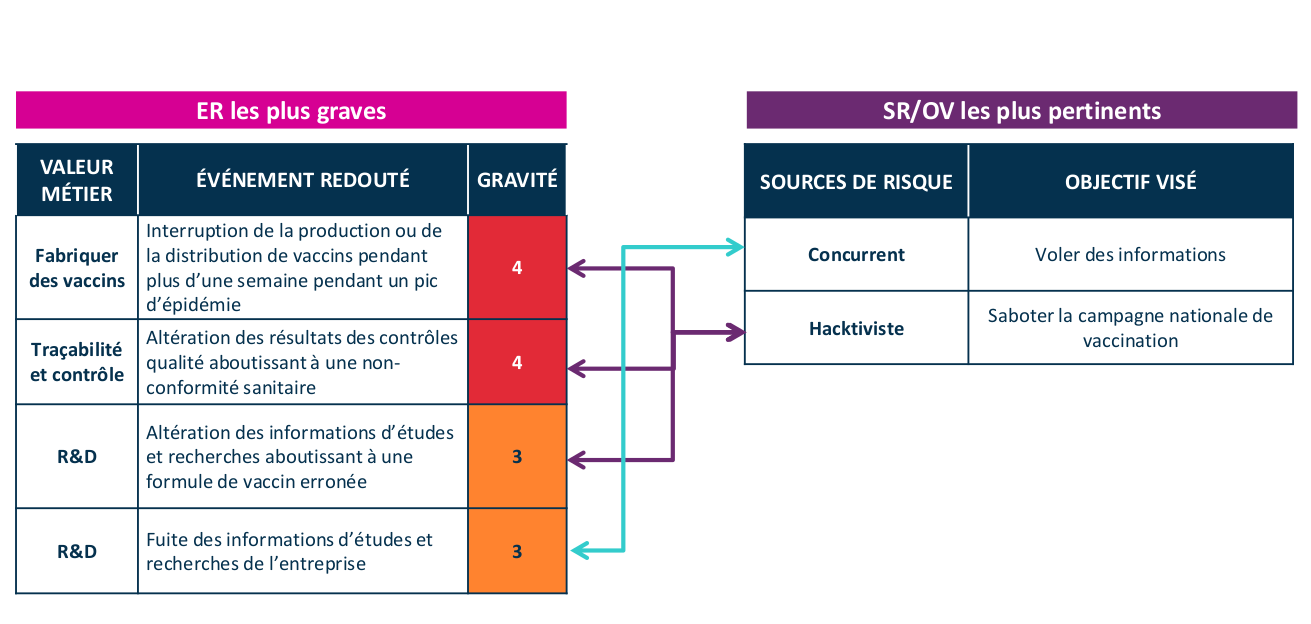 ER les plus graves
VALEUR
MÉTIER
ÉVÉNEMENT REDOUTÉ
GRAVITÉ
Fabriquer
des vaccins
Interruption de la production ou de
la distribution de vaccins pendant
plus d’une semaine pendant un pic
d’épidémie
4
Traçabilité
et contrôle
Altération des résultats des contrôles
qualité aboutissant à une non-
conformité sanitaire
4
R&D
Altération des informations d’études
et recherches aboutissant à une
formule de vaccin erronée
3
R&D
Fuite des informations d’études et
recherches de l’entreprise
3
SR/OV les plus pertinents
SOURCES DE RISQUE
OBJECTIF VISÉ
Concurrent
Voler des informations
Hacktiviste
Saboter la campagne nationale de
vaccination